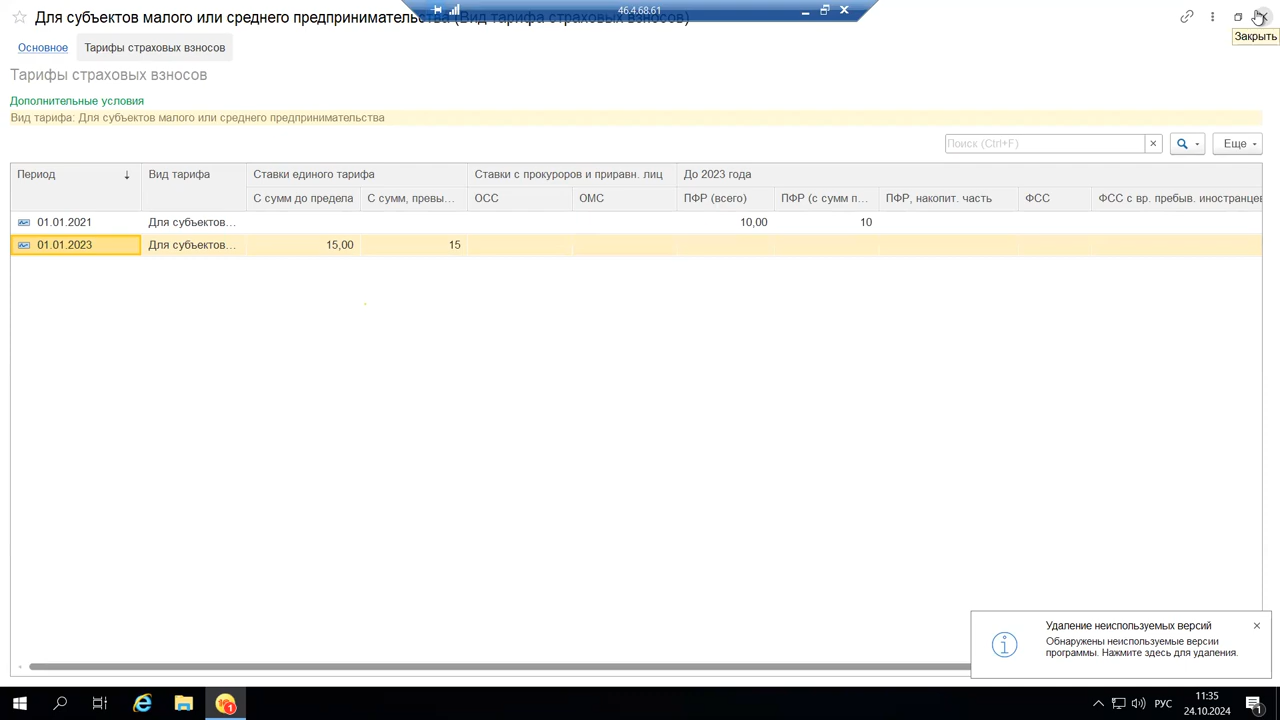 Для субъектов малого или среднего предпринимательства (Вид тарифа страховых взносов)
46.4.68.61
Закрыть
Основное
Тарифы страховых взносов
Тарифы страховых взносов
Дополнительные условия
Вид тарифа: Для субъектов малого или среднего предпринимательства
Поиск (Ctrl+F)
Еще
Период ↓ Вид тарифа Ставки единого тарифа Ставки с прокуроров и приравн. лиц До 2023 года
С сумм до предела С сумм, превы... ОСС ОМС ПФР (всего) ПФР (с сумм п... ПФР, накопит. часть ФСС ФСС с вр. пребыв. иностранцев
01.01.2021 Для субъектов... 10,00 10
01.01.2023 Для субъектов... 15,00 15
Удаление неиспользуемых версий
Обнаружены неиспользуемые версии
программы. Нажмите здесь для удаления.
РУС
11:35
24.10.2024
1
1